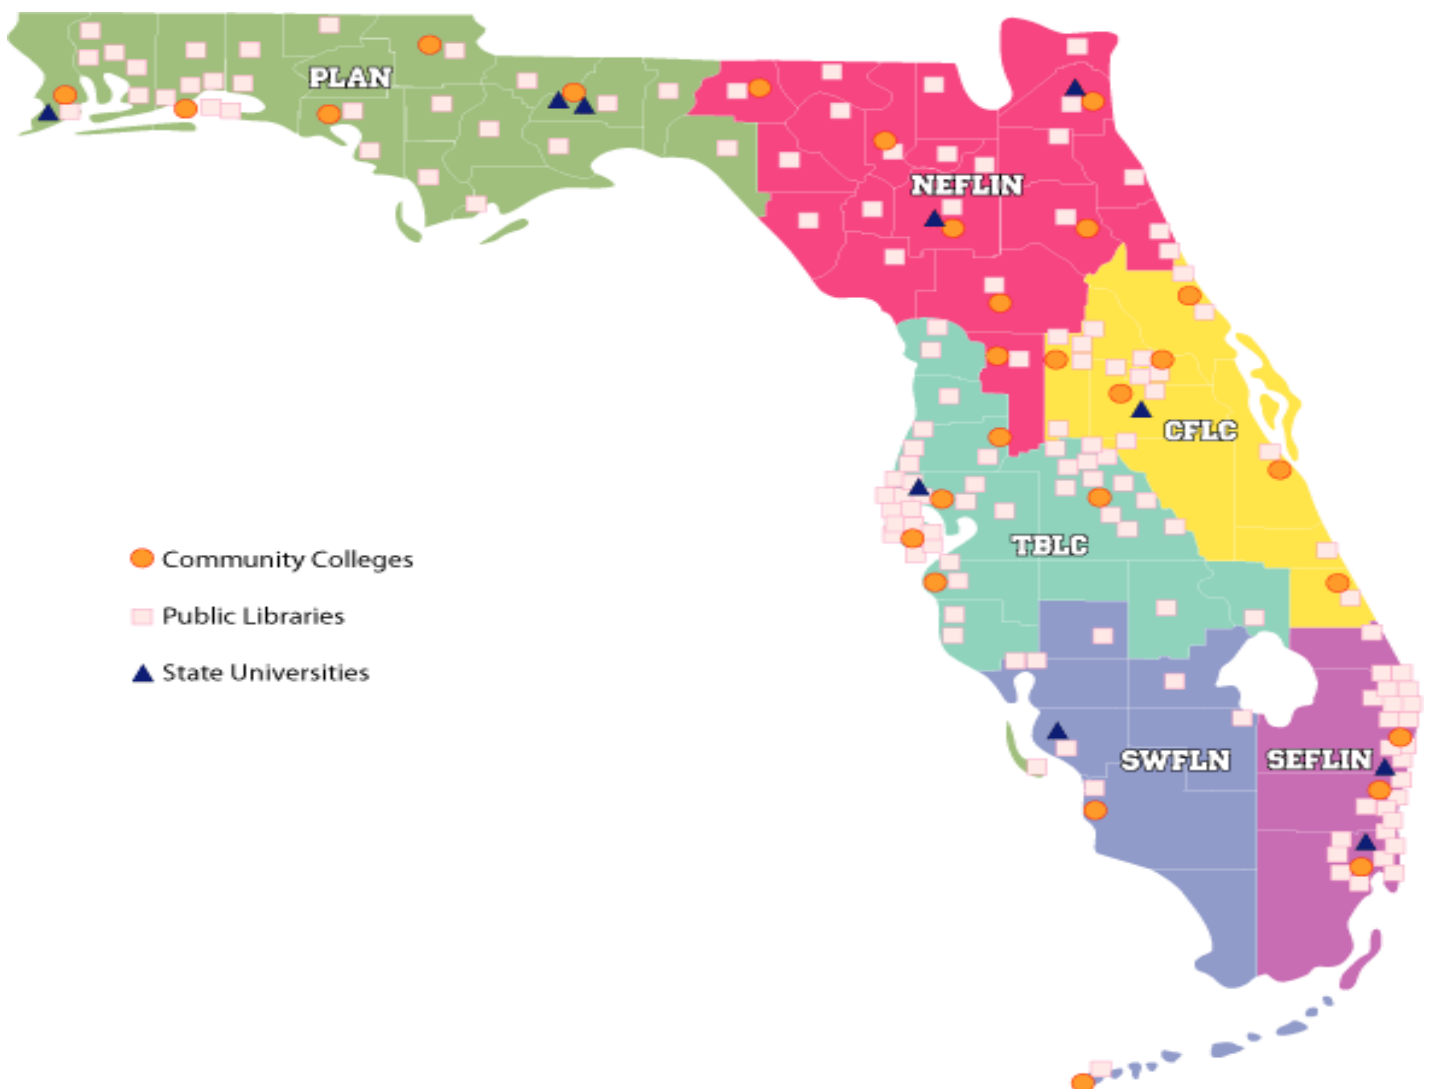 PLAN
NEFLIN
CFLC
TBLC
SWFLN
SEFLIN
Community Colleges
Public Libraries
State Universities